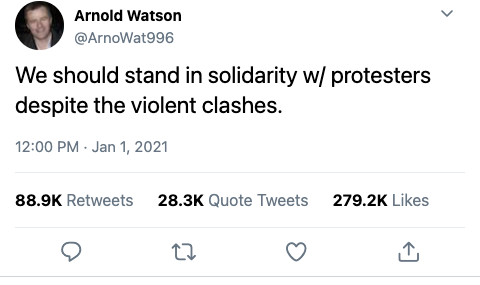 Arnold Watson
@ArnoWat996
We should stand in solidarity w/ protesters
despite the violent clashes.
12:00 PM · Jan 1, 2021
88.9K Retweets 28.3K Quote Tweets 279.2K Likes